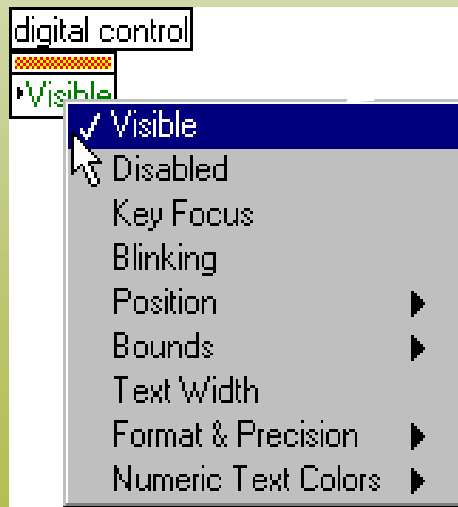 digital control
Visible
Visible
Disabled
Key Focus
Blinking
Position
Bounds
Text Width
Format & Precision
Numeric Text Colors